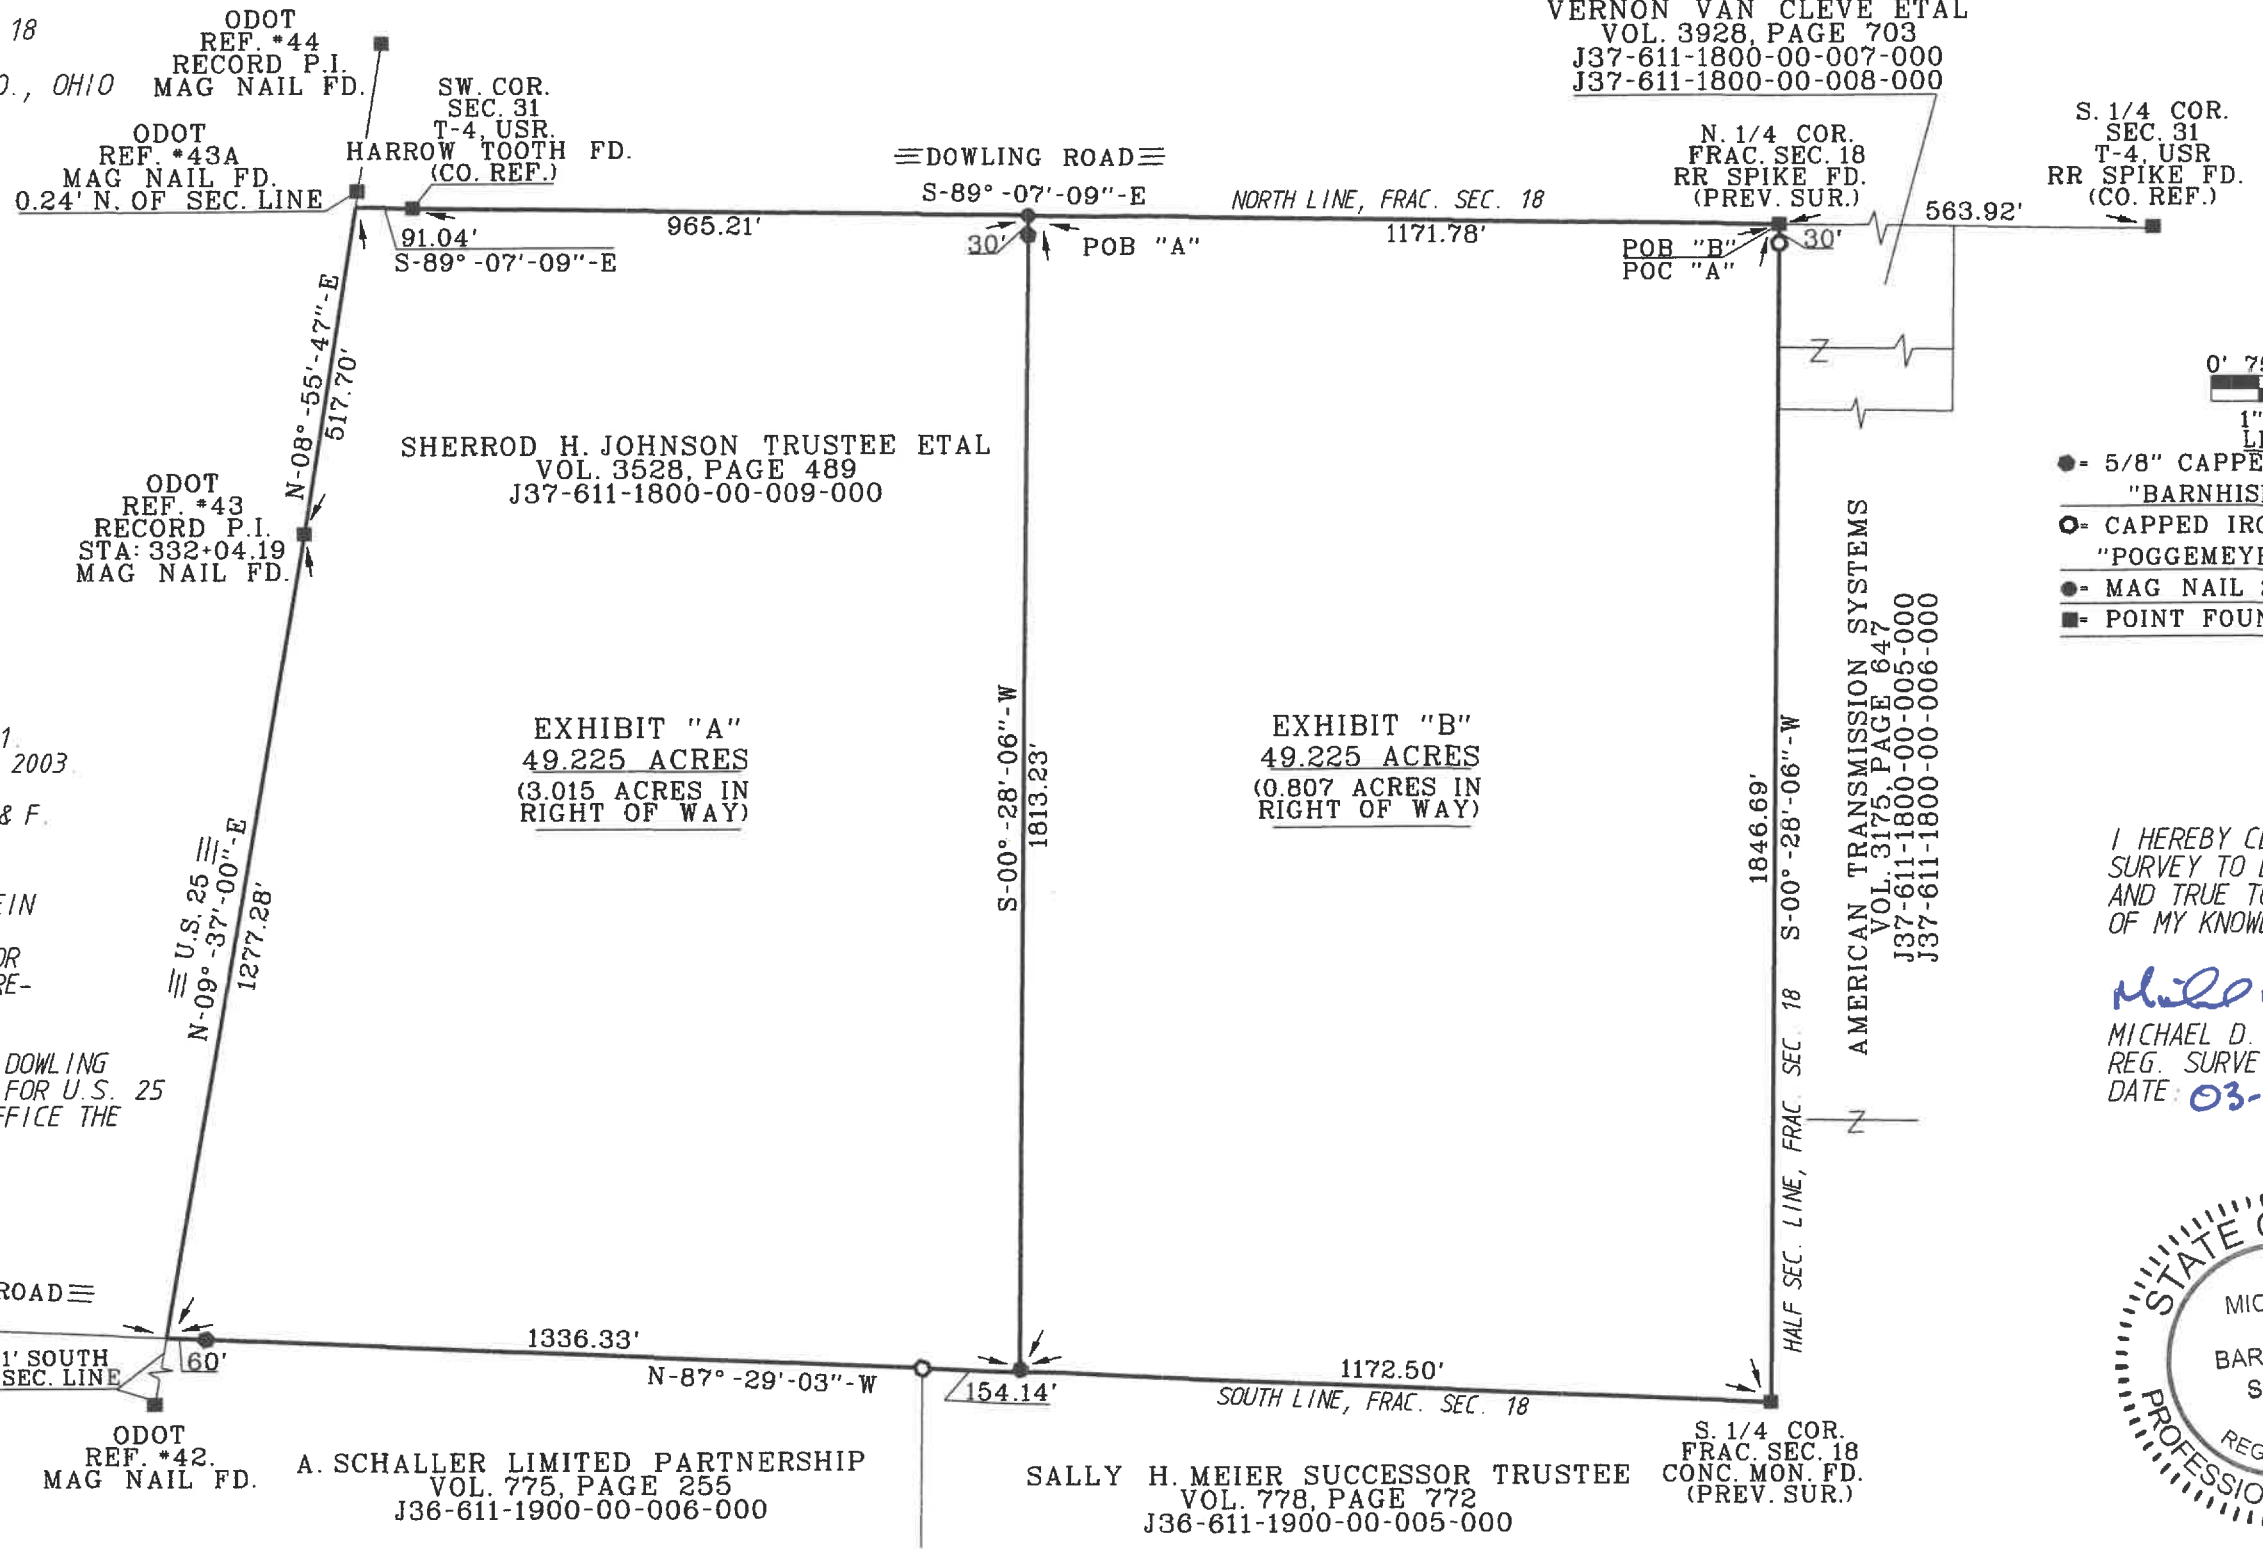 18
OHIO
ODOT
REF. #44
RECORD P.I.
MAG NAIL FD.
SW. COR.
SEC. 31
T-4, USR.
HARROW TOOTH FD.
(CO. REF.)
ODOT
REF. #43A
MAG NAIL FD.
0.24' N. OF SEC. LINE
DOWLING ROAD
S-89°-07'-09"-E
NORTH LINE, FRAC. SEC. 18
VERNON VAN CLEVE ETAL
VOL. 3928, PAGE 703
J37-611-1800-00-007-000
J37-611-1800-00-008-000
N. 1/4 COR.
FRAC. SEC. 18
RR SPIKE FD.
(PREV. SUR.)
S. 1/4 COR.
SEC. 31
T-4, USR
RR SPIKE FD.
(CO. REF.)
563.92'
91.04'
S-89°-07'-09"-E
965.21'
30'
POB "A"
1171.78'
POB "B"
POC "A"
30'
N-08°-55'-47"-E
517.70'
SHERROD H. JOHNSON TRUSTEE ETAL
VOL. 3528, PAGE 489
J37-611-1800-00-009-000
ODOT
REF. #43
RECORD P.I.
STA: 332+04.19
MAG NAIL FD.
Z
0'
1"
= 5/8"
= CAPPED
= MAG NAIL
= POINT
EXHIBIT "A"
49.225 ACRES
(3.015 ACRES IN
RIGHT OF WAY)
S-00°-28'-06"-W
1813.23'
EXHIBIT "B"
49.225 ACRES
(0.807 ACRES IN
RIGHT OF WAY)
1846.69'
S-00°-28'-06"-W
HALF SEC. LINE, FRAC. SEC. 18
AMERICAN TRANSMISSION SYSTEMS
VOL. 3175, PAGE 647
J37-611-1800-00-005-000
J37-611-1800-00-006-000
Z
2003
& F.
U.S. 25
N-09°-37'-00"-E
1277.28'
DOWLING
FOR U.S. 25
THE
I HEREBY
SURVEY TO
AND TRUE
OF MY
MICHAEL D.
REG.
DATE: 03-
ROAD
1' SOUTH
SEC. LINE
60'
1336.33'
N-87°-29'-03"-W
154.14'
1172.50'
SOUTH LINE, FRAC. SEC. 18
ODOT
REF. #42.
MAG NAIL FD.
A. SCHALLER LIMITED PARTNERSHIP
VOL. 775, PAGE 255
J36-611-1900-00-006-000
SALLY H. MEIER SUCCESSOR TRUSTEE
VOL. 778, PAGE 772
J36-611-1900-00-005-000
S. 1/4 COR.
FRAC. SEC. 18
CONC. MON. FD.
(PREV. SUR.)
STATE